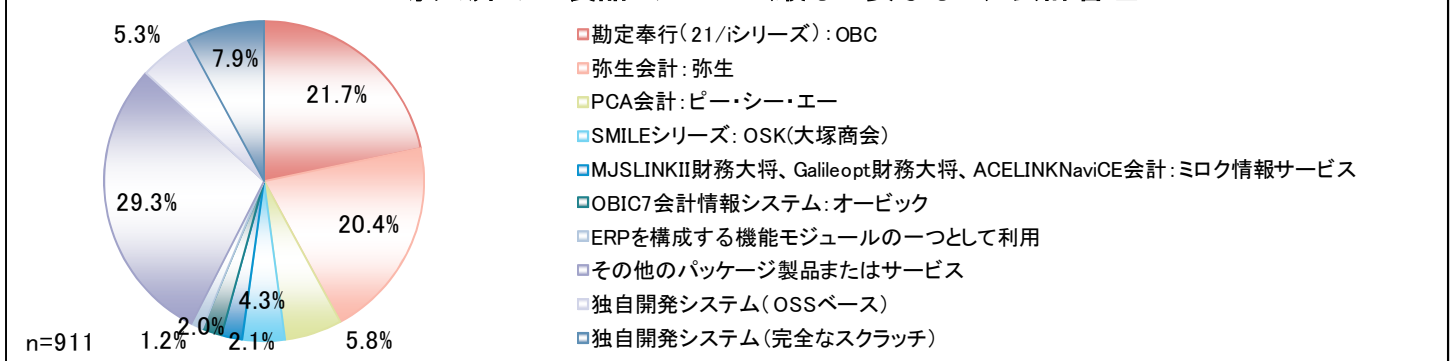 5.3%
7.9%
21.7%
29.3%
20.4%
4.3%
2.0%
1.2%
2.1%
5.8%
n=911
勘定奉行(21/iシリーズ):OBC
弥生会計:弥生
PCA会計:ピー・シー・エー
SMILEシリーズ:OSK(大塚商会)
MJSLINKII財務大将、Galileopt財務大将、ACELINKNaviCE会計:ミロク情報サービス
OBIC7会計情報システム:オービック
ERPを構成する機能モジュールの一つとして利用
その他のパッケージ製品またはサービス
独自開発システム(OSSベース)
独自開発システム(完全なスクラッチ)